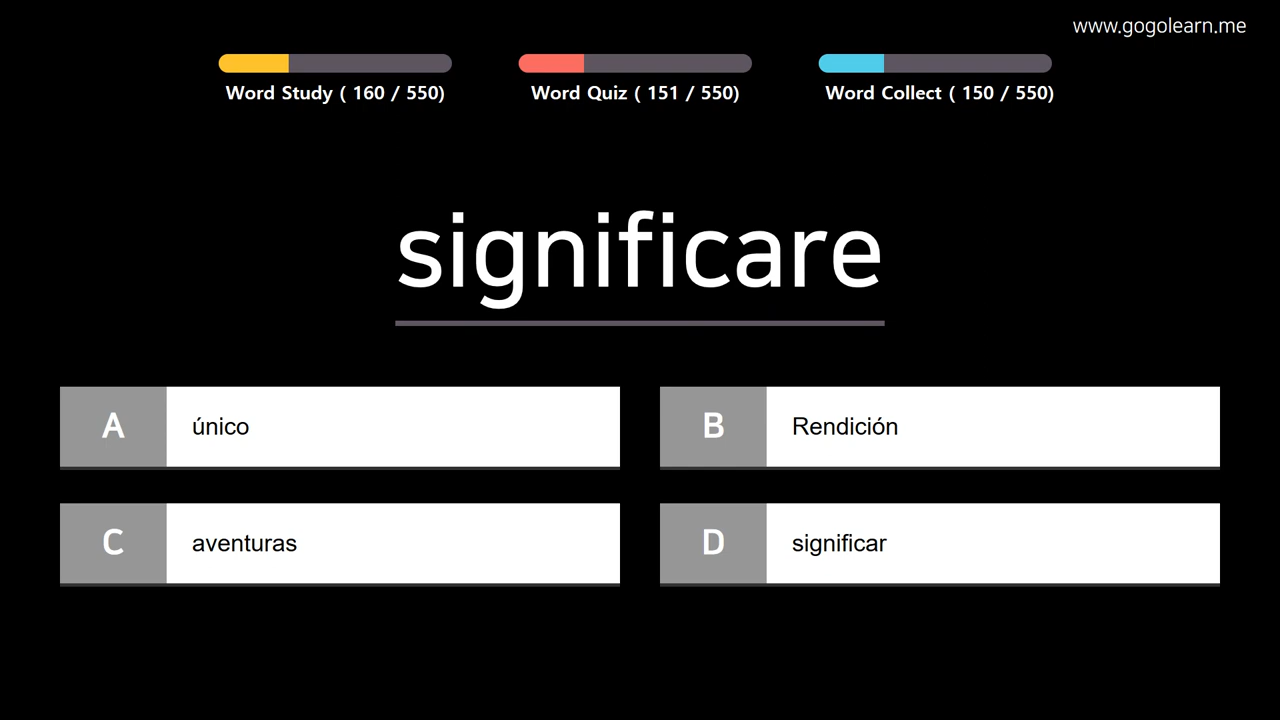 www.gogolearn.me
Word Study ( 160 / 550)
Word Quiz ( 151 / 550)
Word Collect ( 150 / 550)
significare
A único
B Rendición
C aventuras
D significar